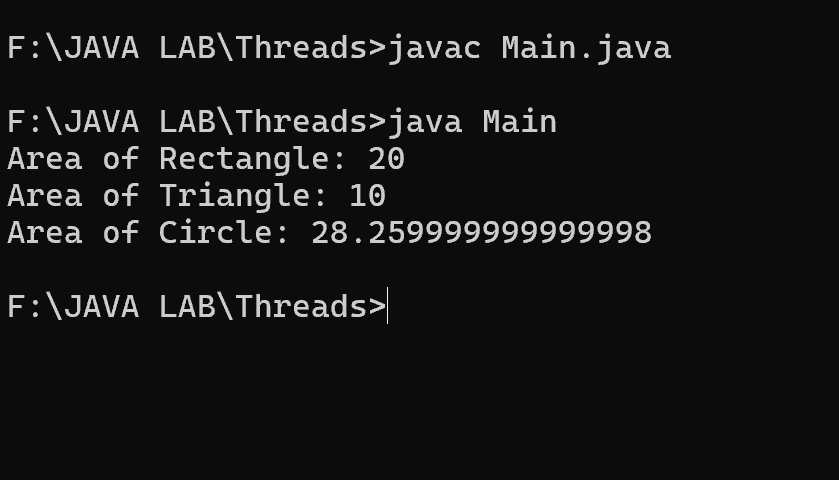 F:\JAVA LAB\Threads>javac Main.java
F:\JAVA LAB\Threads>java Main
Area of Rectangle: 20
Area of Triangle: 10
Area of Circle: 28.259999999999998
F:\JAVA LAB\Threads>